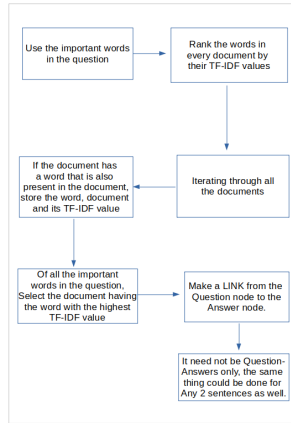 Use the important words
in the question
Rank the words in
every document by
their TF-IDF values
Iterating through all
the documents
If the document has
a word that is also
present in the document,
store the word, document
and its TF-IDF value
Of all the important
words in the question,
Select the document having
the word with the highest
TF-IDF value
Make a LINK from the
Question node to the
Answer node.
It need not be Question-
Answers only, the same
thing could be done for
Any 2 sentences as well.